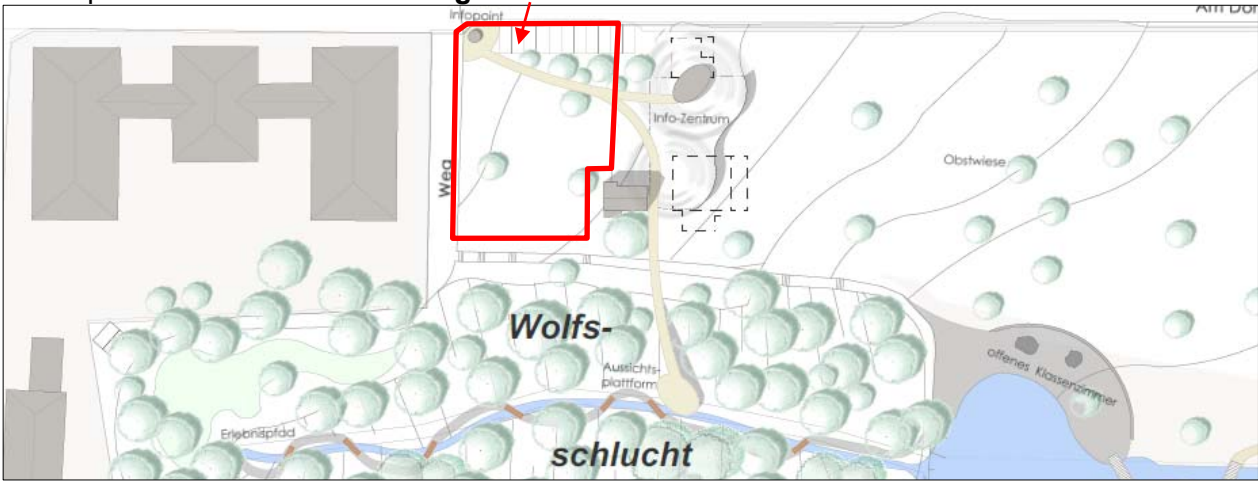 Am Dor
Infopoint
Info-Zentrum
Weg
Obstwiese
Wolfs-
Aussichts-
plattform
offenes Klassenzimmer
Erlebnispfad
schlucht